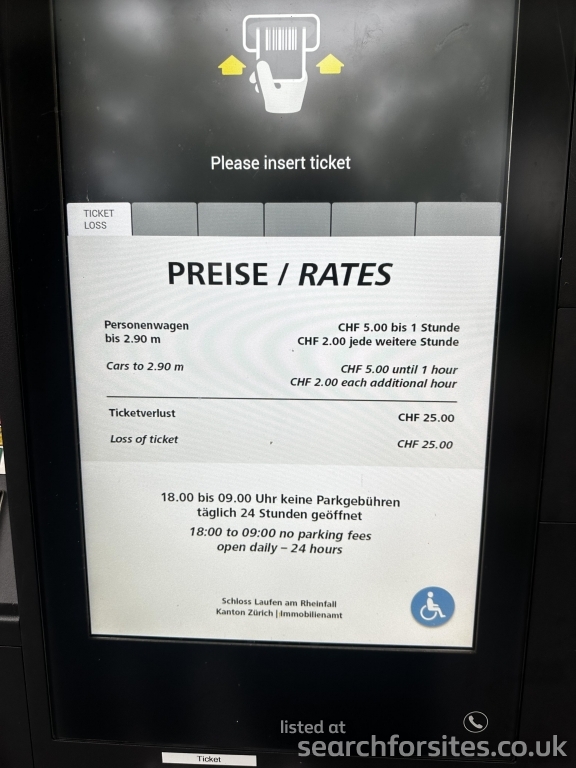 Please insert ticket
TICKET
LOSS
PREISE / RATES
Personenwagen
bis 2.90 m
CHF 5.00 bis 1 Stunde
CHF 2.00 jede weitere Stunde
Cars to 2.90 m
CHF 5.00 until 1 hour
CHF 2.00 each additional hour
Ticketverlust CHF 25.00
Loss of ticket CHF 25.00
18.00 bis 09.00 Uhr keine Parkgebühren
täglich 24 Stunden geöffnet
18:00 to 09:00 no parking fees
open daily – 24 hours
Schloss Laufen am Rheinfall
Kanton Zürich | Immobilienamt
listed at
searchforsites.co.uk
Ticket